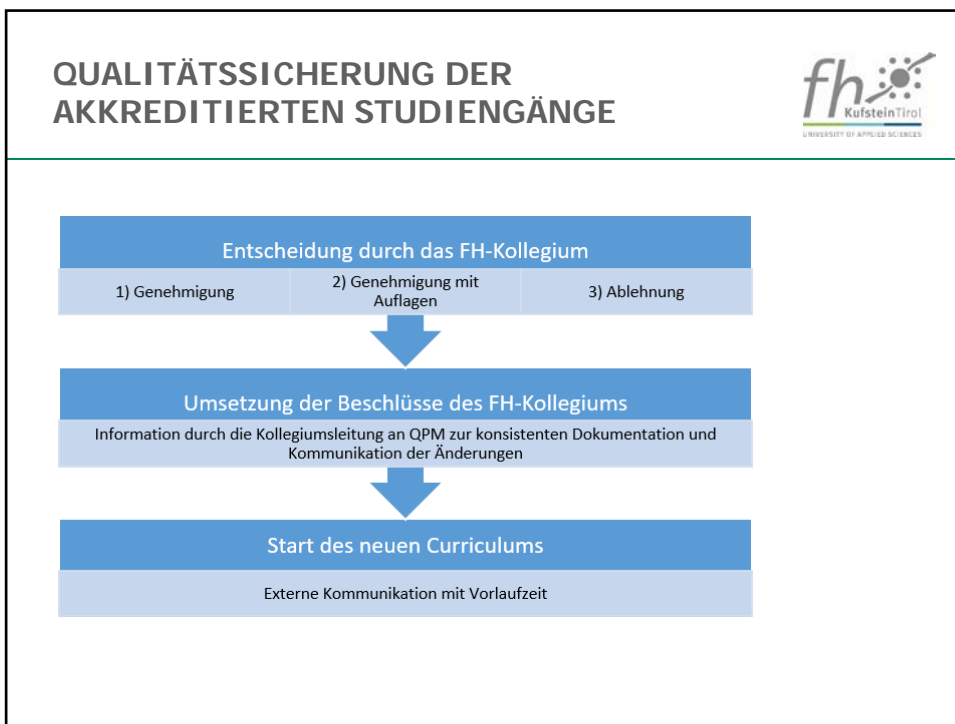 QUALITÄTSSICHERUNG DER
AKKREDITIERTEN STUDIENGÄNGE
fh
KufsteinTirol
UNIVERSITY OF APPLIED SCIENCES
Entscheidung durch das FH-Kollegium
1) Genehmigung
2) Genehmigung mit
Auflagen
3) Ablehnung
Umsetzung der Beschlüsse des FH-Kollegiums
Information durch die Kollegiumsleitung an QPM zur konsistenten Dokumentation und
Kommunikation der Änderungen
Start des neuen Curriculums
Externe Kommunikation mit Vorlaufzeit